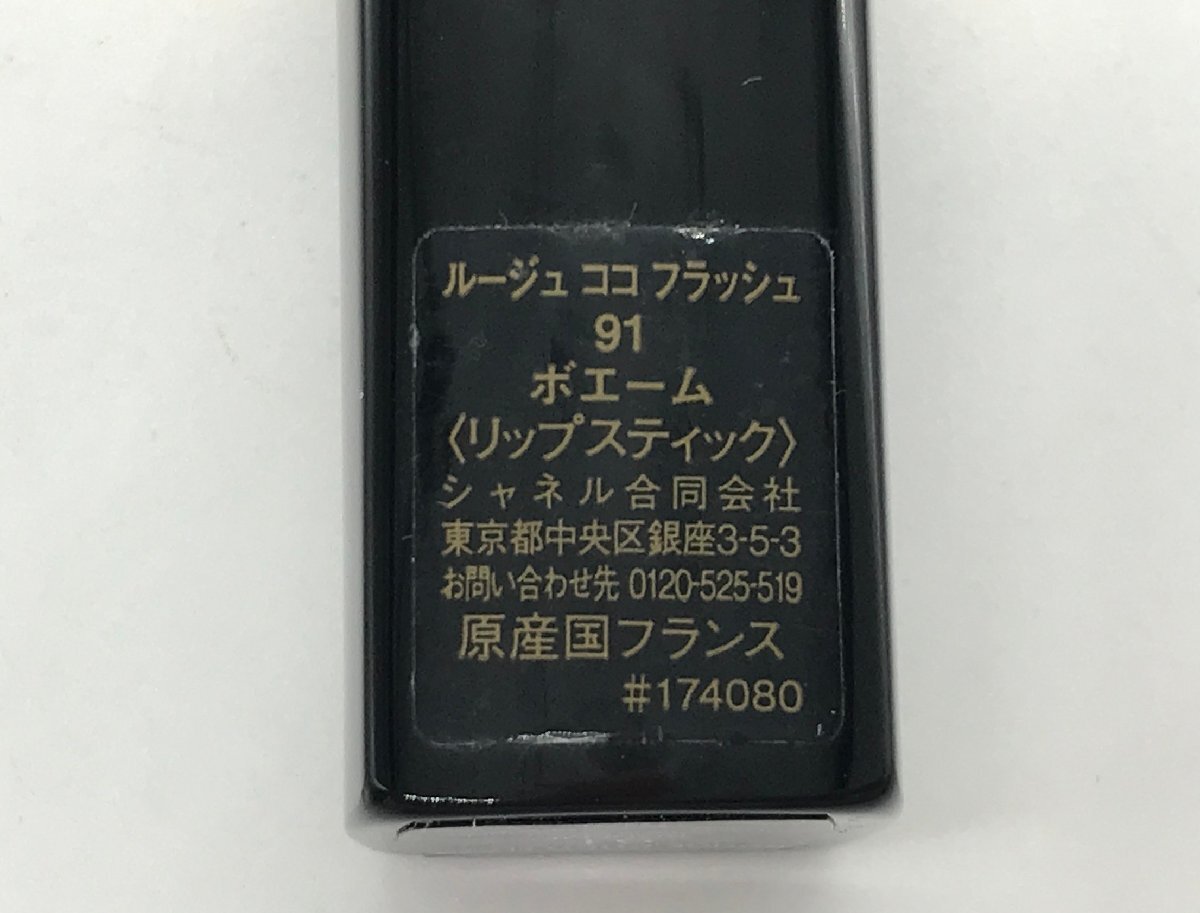 ルージュ ココ フラッシュ
91
ボエーム
〈リップスティック〉
シャネル合同会社
東京都中央区銀座3-5-3
お問い合わせ先 0120-525-519
原産国フランス
#174080